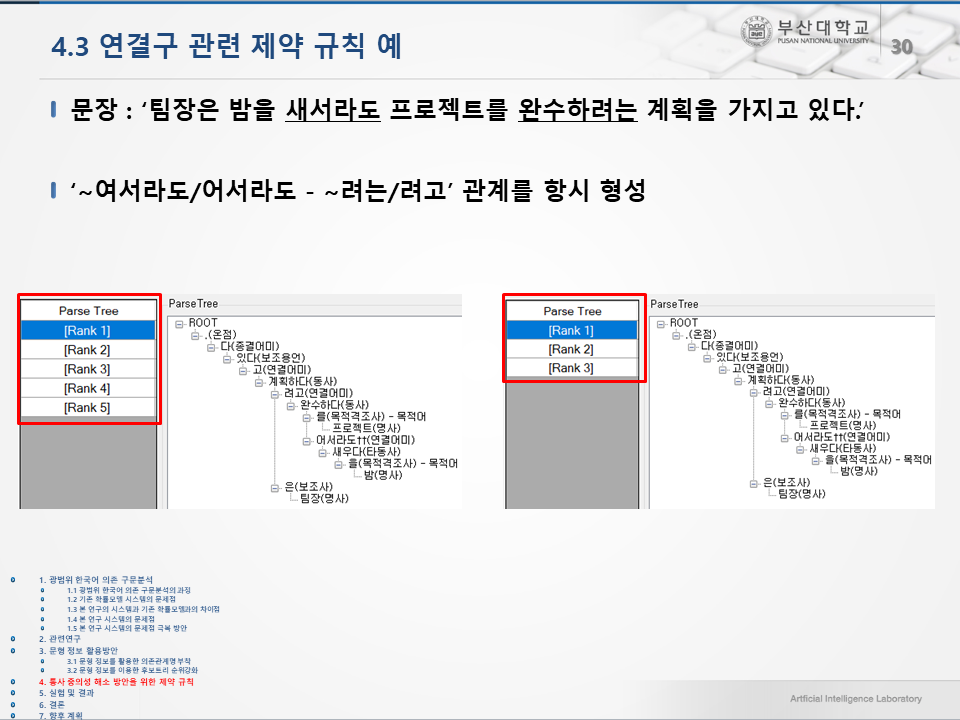 4.3 연결구 관련 제약 규칙 예
부산대학교
PUSAN NATIONAL UNIVERSITY
30
문장 : ‘팀장은 밤을 새서라도 프로젝트를 완수하려는 계획을 가지고 있다.’
‘~여서라도/어서라도 - ~려는/려고’ 관계를 항시 형성
Parse Tree
[Rank 1]
[Rank 2]
[Rank 3]
[Rank 4]
[Rank 5]
ParseTree
ROOT
.(온점)
다(종결어미)
있다(보조용언)
고(연결어미)
계획하다(동사)
려고(연결어미)
완수하다(동사)
를(목적격조사) - 목적어
프로젝트(명사)
어서라도††(연결어미)
새우다(타동사)
을(목적격조사) - 목적어
밤(명사)
은(보조사)
팀장(명사)
Parse Tree
[Rank 1]
[Rank 2]
[Rank 3]
ParseTree
ROOT
.(온점)
다(종결어미)
있다(보조용언)
고(연결어미)
계획하다(동사)
려고(연결어미)
완수하다(동사)
를(목적격조사) - 목적어
프로젝트(명사)
어서라도††(연결어미)
새우다(타동사)
을(목적격조사) - 목적어
밤(명사)
은(보조사)
팀장(명사)
1. 광범위 한국어 의존 구문분석
1.1 광범위 한국어 의존 구문분석의 과정
1.2 기존 확률모델 시스템의 문제점
1.3 본 연구의 시스템과 기존 확률모델과의 차이점
1.4 본 연구 시스템의 문제점
1.5 본 연구 시스템의 문제점 극복 방안
2. 관련연구
3. 문형 정보 활용방안
3.1 문형 정보를 활용한 의존관계명 부착
3.2 문형 정보를 이용한 후보트리 순위강화
4. 통사 중의성 해소 방안을 위한 제약 규칙
5. 실험 및 결과
6. 결론
7. 향후 계획
Artficial Intelligence Laboratory